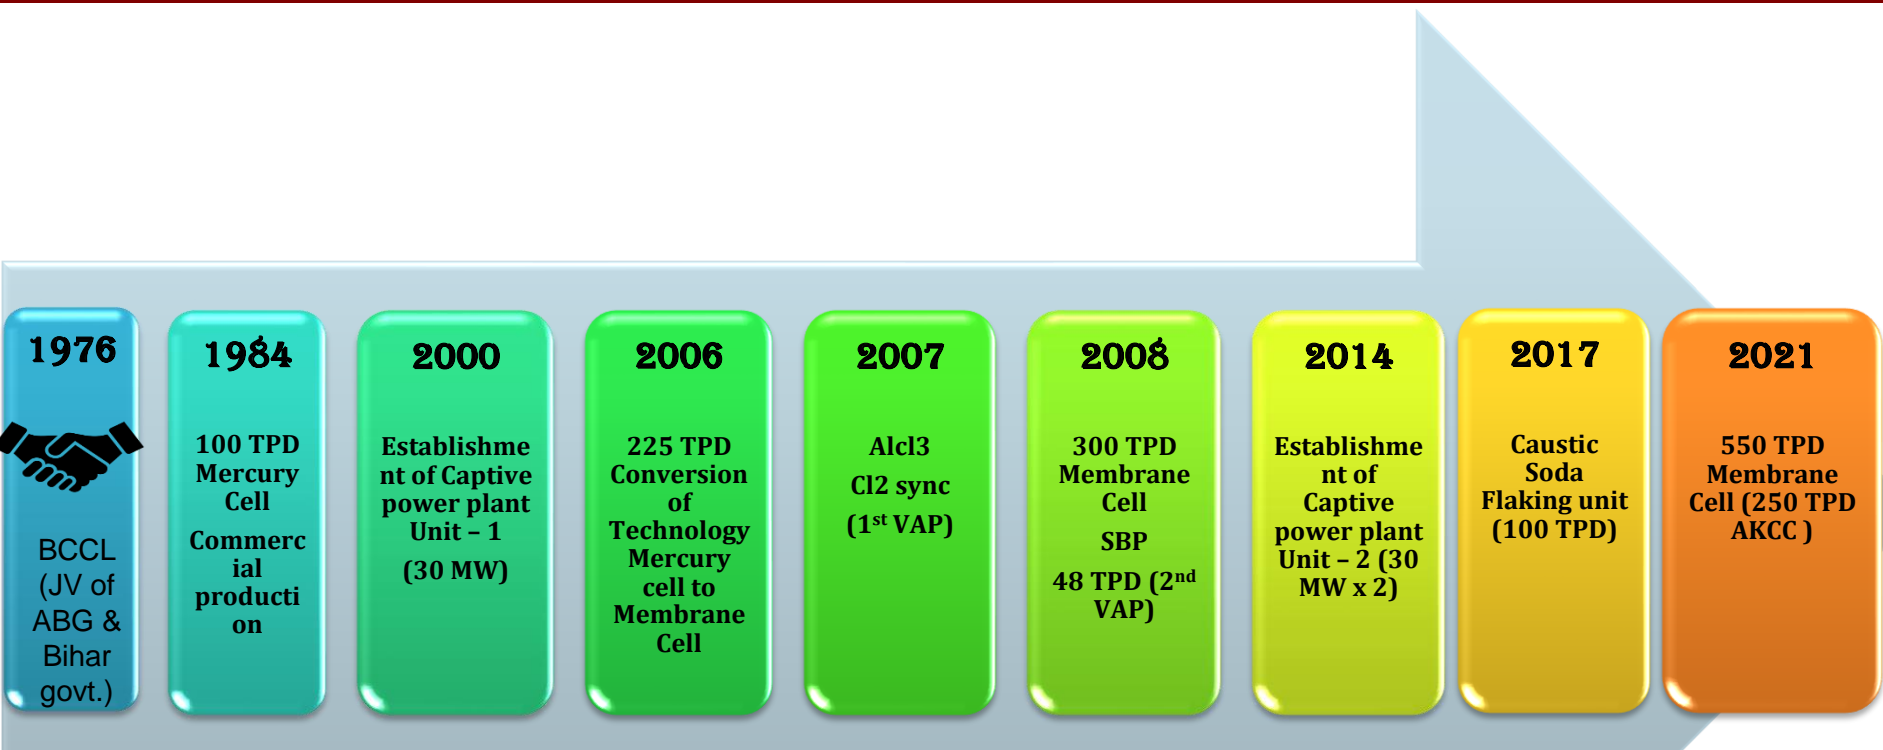 1976
BCCL
(JV of
ABG &
Bihar
govt.)
1984
100 TPD
Mercury
Cell
Commerc
ial
producti
on
2000
Establishme
nt of Captive
power plant
Unit – 1
(30 MW)
2006
225 TPD
Conversion
of
Technology
Mercury
cell to
Membrane
Cell
2007
Alcl3
Cl2 sync
(1st VAP)
2008
300 TPD
Membrane
Cell
SBP
48 TPD (2nd
VAP)
2014
Establishme
nt of
Captive
power plant
Unit – 2 (30
MW x 2)
2017
Caustic
Soda
Flaking unit
(100 TPD)
2021
550 TPD
Membrane
Cell (250 TPD
AKCC )